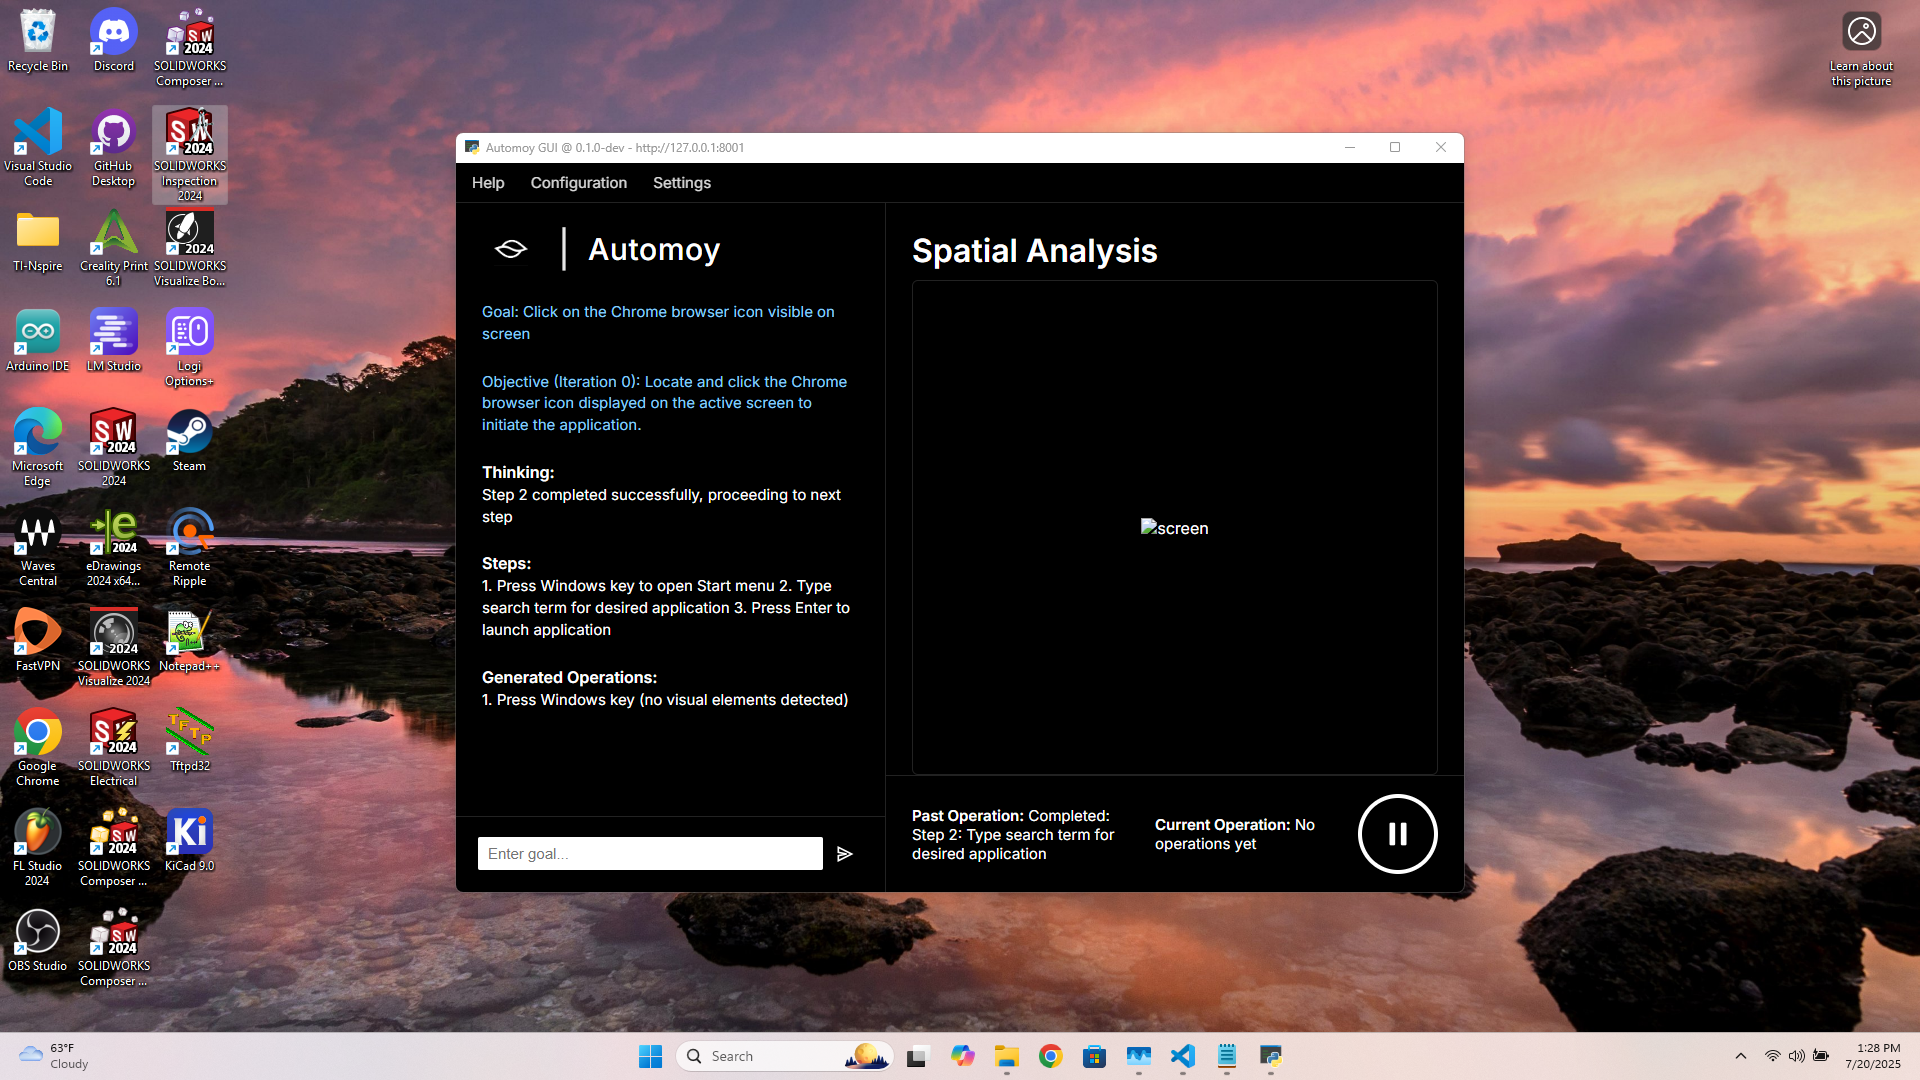 Recycle Bin
Discord
SOLIDWORKS
Composer ...
Learn about
this picture
Visual Studio
Code
GitHub
Desktop
SOLIDWORKS
Inspection
2024
TI-Nspire
Creality Print
6.1
SOLIDWORKS
Visualize Bo...
Arduino IDE
LM Studio
Logi
Options+
Microsoft
Edge
SOLIDWORKS
2024
Steam
Waves
Central
eDrawings
2024 x64...
Remote
Ripple
FastVPN
SOLIDWORKS
Visualize 2024
Notepad++
Google
Chrome
SOLIDWORKS
Electrical
Tftpd32
FL Studio
2024
SOLIDWORKS
Composer ...
KiCad 9.0
OBS Studio
SOLIDWORKS
Composer ...
Automoy GUI @ 0.1.0-dev - http://127.0.0.1:8001
Help Configuration Settings
Automoy
Goal: Click on the Chrome browser icon visible on
screen
Objective (Iteration 0): Locate and click the Chrome
browser icon displayed on the active screen to
initiate the application.
Thinking:
Step 2 completed successfully, proceeding to next
step
Steps:
1. Press Windows key to open Start menu 2. Type
search term for desired application 3. Press Enter to
launch application
Generated Operations:
1. Press Windows key (no visual elements detected)
Enter goal...
Spatial Analysis
screen
Past Operation: Completed:
Step 2: Type search term for
desired application
Current Operation: No
operations yet
63°F
Cloudy
Search
1:28 PM
7/20/2025